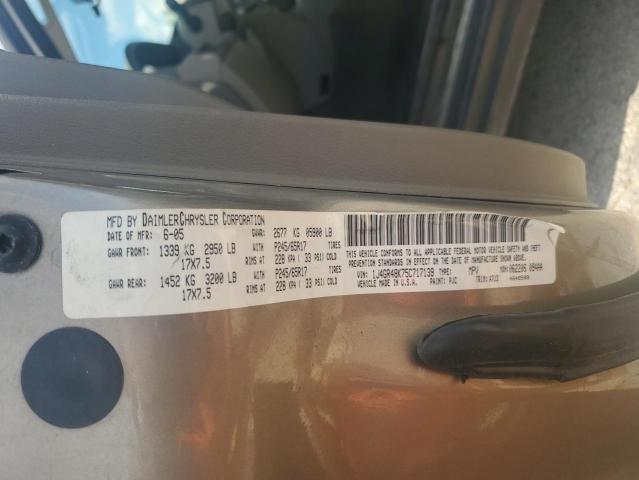 MFD BY DAIMLERCHRYSLER CORPORATION
DATE OF MFR: 6-05 GVWR: 2677 KG 05900 LB
GAWR FRONT: 1339 KG 2950 LB WITH P245/65R17 TIRES
17X7.5 RIMS AT 228 KPA ( 33 PSI) COLD
GAWR REAR: 1452 KG 3200 LB WITH P245/65R17 TIRES
17X7.5 RIMS AT 228 KPA ( 33 PSI) COLD
THIS VEHICLE CONFORMS TO ALL APPLICABLE FEDERAL MOTOR VEHICLE SAFETY AND THEFT
PREVENTION STANDARDS IN EFFECT ON THE DATE OF MANUFACTURE SHOWN ABOVE.
VIN: 1J4GR48K75C717139 TYPE: MPV MDH:
VEHICLE MADE IN U.S.A. PAINT: PVC TRIM: